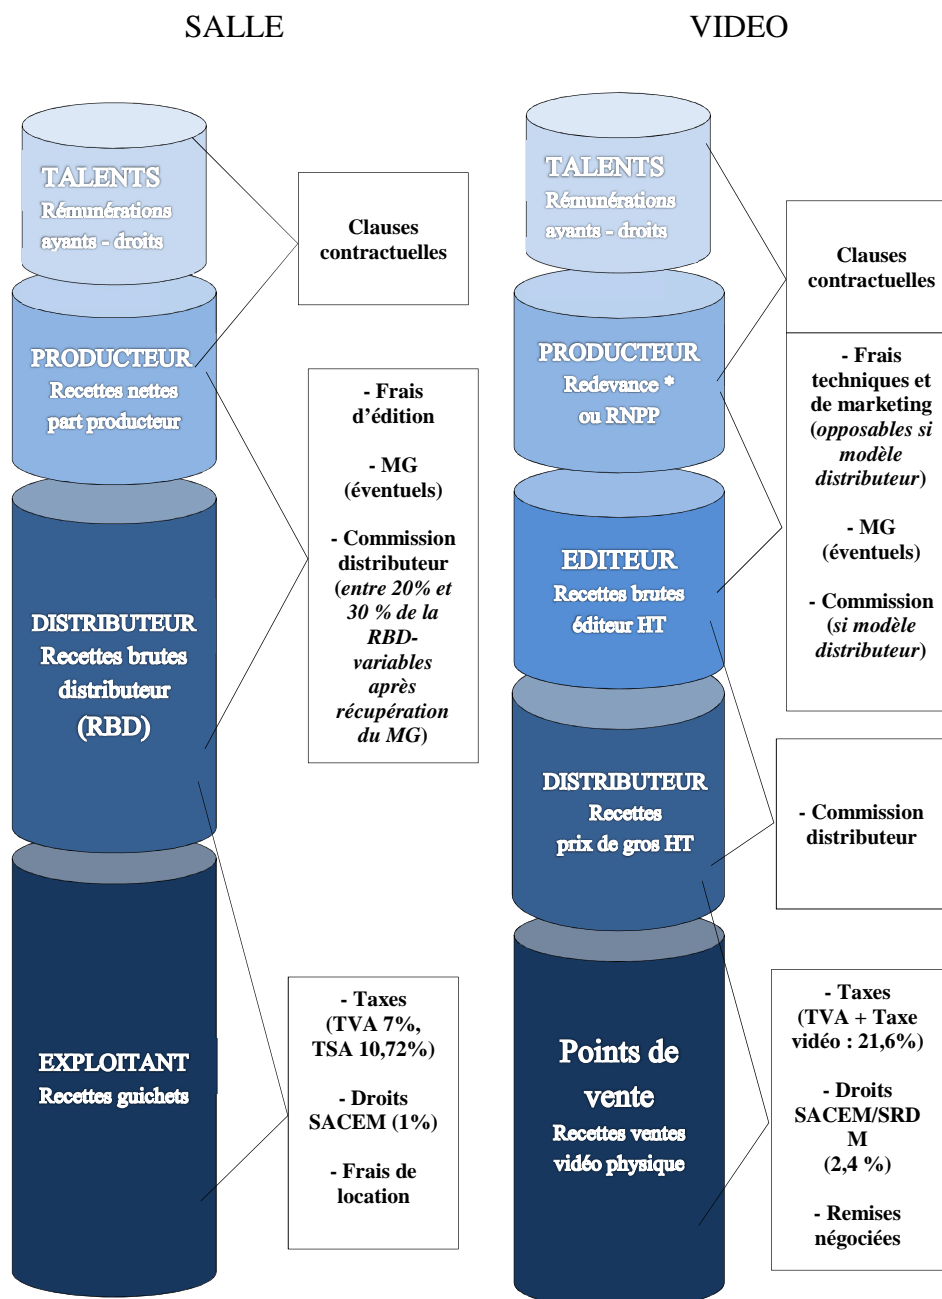 SALLE
TALENTS
Rémunérations
ayants - droits
Clauses
contractuelles
PRODUCTEUR
Recettes nettes
part producteur
- Frais
d’édition
- MG
(éventuels)
- Commission
distributeur
(entre 20% et
30 % de la
RBD-
variables
après
récupération
du MG)
DISTRIBUTEUR
Recettes brutes
distributeur
(RBD)
EXPLOITANT
Recettes guichets
- Taxes
(TVA 7%,
TSA 10,72%)
- Droits
SACEM (1%)
- Frais de
location
VIDEO
TALENTS
Rémunérations
ayants - droits
Clauses
contractuelles
PRODUCTEUR
Redevance *
ou RNPP
- Frais
techniques et
de marketing
(opposables si
modèle
distributeur)
- MG
(éventuels)
- Commission
(si modèle
distributeur)
EDITEUR
Recettes brutes
éditeur HT
DISTRIBUTEUR
Recettes
prix de gros HT
- Commission
distributeur
Points de
vente
Recettes ventes
vidéo physique
- Taxes
(TVA + Taxe
vidéo : 21,6%)
- Droits
SACEM/SRD
M
(2,4 %)
- Remises
négociées